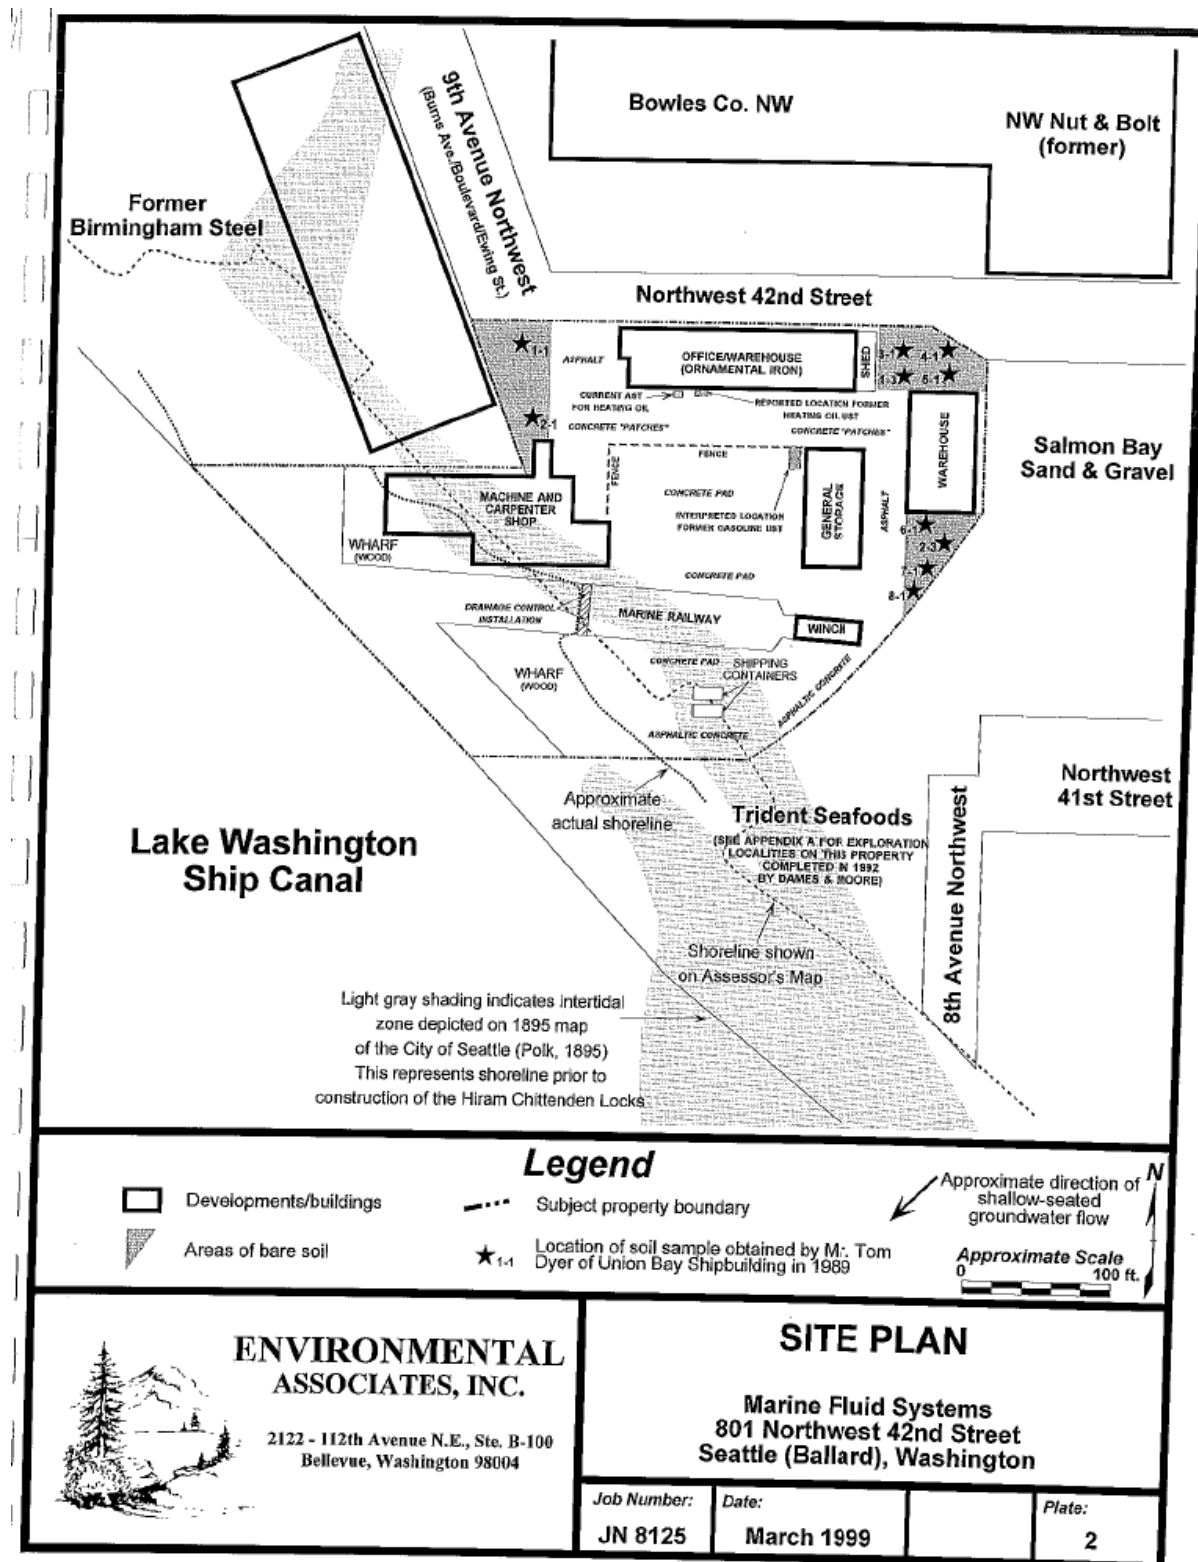 Bowles Co. NW
NW Nut & Bolt
(former)
9th Avenue Northwest
(Burns Ave./Boulevard/Ewing St.)
Former
Birmingham Steel
Northwest 42nd Street
1-1
ASPHALT
OFFICE/WAREHOUSE
(ORNAMENTAL IRON)
SHED
3-1
4-1
1-3
5-1
CURRENT AST
FOR HEATING OIL
REPORTED LOCATION FORMER
HEATING OIL UST
2-1
CONCRETE "PATCHES"
CONCRETE "PATCHES"
WAREHOUSE
Salmon Bay
Sand & Gravel
FENCE
FENCE
MACHINE AND
CARPENTER
SHOP
CONCRETE PAD
INTERPRETED LOCATION
FORMER GASOLINE UST
GENERAL
STORAGE
ASPHALT
6-1
2-3
7-1
8-1
WHARF
(WOOD)
CONCRETE PAD
DRAINAGE CONTROL
INSTALLATION
MARINE RAILWAY
WINCH
WHARF
(WOOD)
CONCRETE PAD
SHIPPING
CONTAINERS
ASPHALTIC CONCRETE
ASPHALTIC CONCRETE
Northwest
41st Street
Approximate
actual shoreline
Trident Seafoods
(SEE APPENDIX A FOR EXPLORATION
LOCALITIES ON THIS PROPERTY
COMPLETED IN 1992
BY DAMES & MOORE)
Lake Washington
Ship Canal
8th Avenue Northwest
Shoreline shown
on Assessor's Map
Light gray shading indicates intertidal
zone depicted on 1895 map
of the City of Seattle (Polk, 1895)
This represents shoreline prior to
construction of the Hiram Chittenden Locks
Legend
Developments/buildings
Subject property boundary
Approximate direction of
shallow-seated
groundwater flow
N
Areas of bare soil
1-1
Location of soil sample obtained by Mr. Tom
Dyer of Union Bay Shipbuilding in 1989
Approximate Scale
0 100 ft.
ENVIRONMENTAL
ASSOCIATES, INC.
2122 - 112th Avenue N.E., Ste. B-100
Bellevue, Washington 98004
SITE PLAN
Marine Fluid Systems
801 Northwest 42nd Street
Seattle (Ballard), Washington
Job Number:
JN 8125
Date:
March 1999
Plate:
2